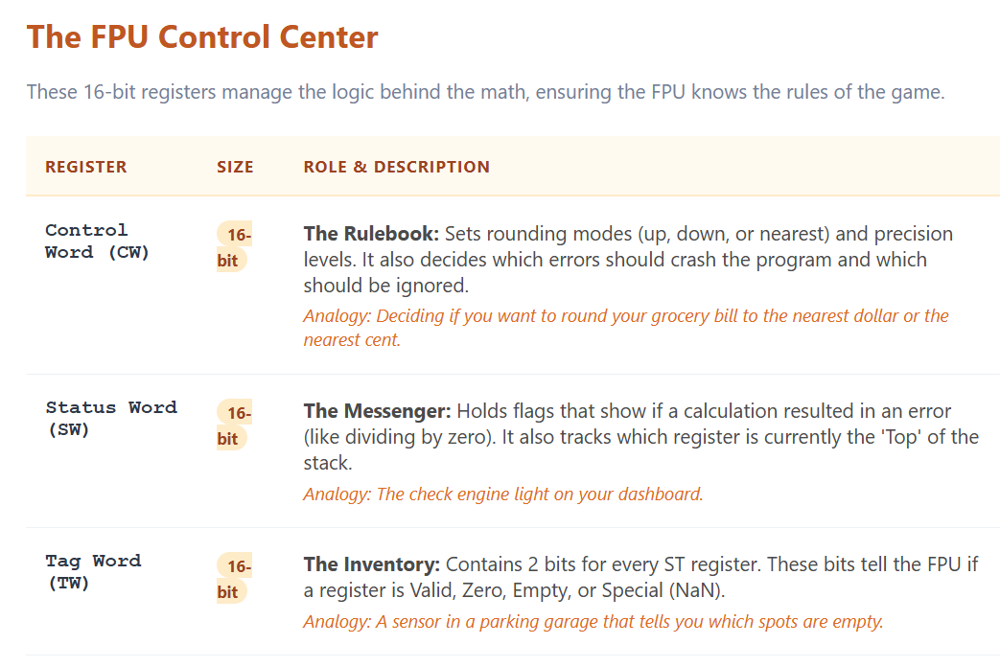 The FPU Control Center
These 16-bit registers manage the logic behind the math, ensuring the FPU knows the rules of the game.
REGISTER SIZE ROLE & DESCRIPTION
Control
Word (CW)
16-
bit
The Rulebook: Sets rounding modes (up, down, or nearest) and precision
levels. It also decides which errors should crash the program and which
should be ignored.
Analogy: Deciding if you want to round your grocery bill to the nearest dollar or the
nearest cent.
Status Word
(SW)
16-
bit
The Messenger: Holds flags that show if a calculation resulted in an error
(like dividing by zero). It also tracks which register is currently the 'Top' of the
stack.
Analogy: The check engine light on your dashboard.
Tag Word
(TW)
16-
bit
The Inventory: Contains 2 bits for every ST register. These bits tell the FPU if
a register is Valid, Zero, Empty, or Special (NaN).
Analogy: A sensor in a parking garage that tells you which spots are empty.